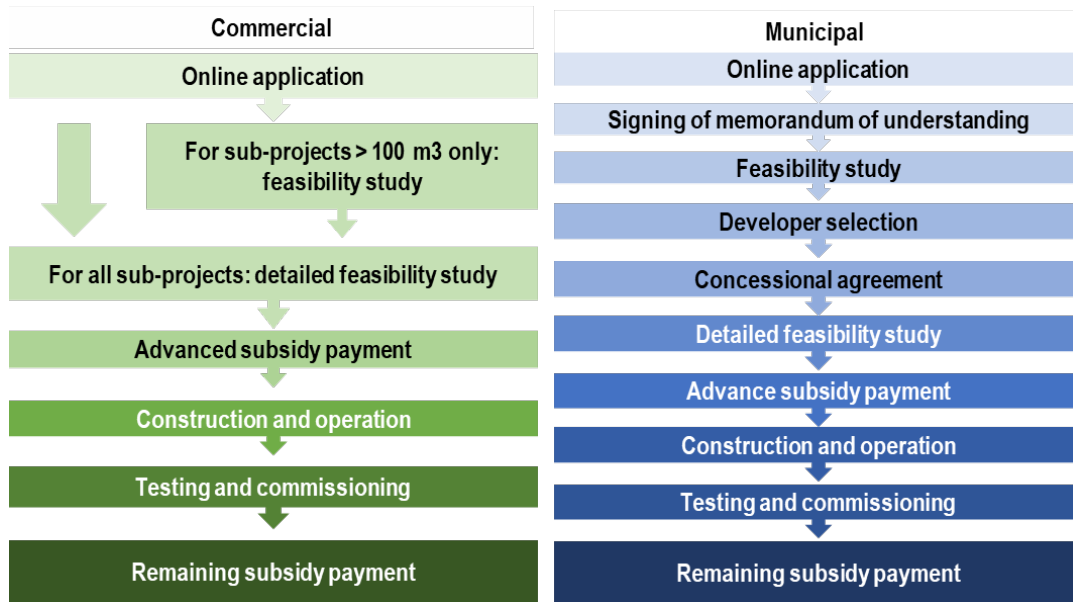 Commercial
Online application
For sub-projects > 100 m3 only:
feasibility study
For all sub-projects: detailed feasibility study
Advanced subsidy payment
Construction and operation
Testing and commissioning
Remaining subsidy payment
Municipal
Online application
Signing of memorandum of understanding
Feasibility study
Developer selection
Concessional agreement
Detailed feasibility study
Advance subsidy payment
Construction and operation
Testing and commissioning
Remaining subsidy payment